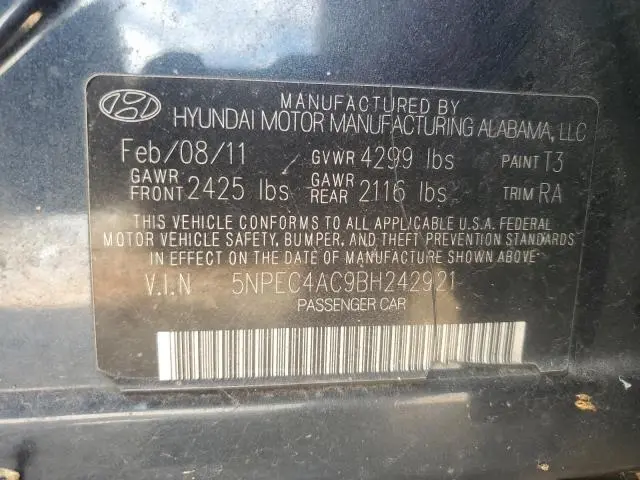 MANUFACTURED BY
HYUNDAI MOTOR MANUFACTURING ALABAMA, LLC
Feb/08/11 GVWR 4299 lbs PAINT T3
GAWR FRONT 2425 lbs GAWR REAR 2116 lbs TRIM RA
THIS VEHICLE CONFORMS TO ALL APPLICABLE U.S.A. FEDERAL
MOTOR VEHICLE SAFETY, BUMPER, AND THEFT PREVENTION STANDARDS
IN EFFECT ON THE DATE OF MANUFACTURE SHOWN ABOVE.
V.I.N 5NPEC4AC9BH242921
PASSENGER CAR